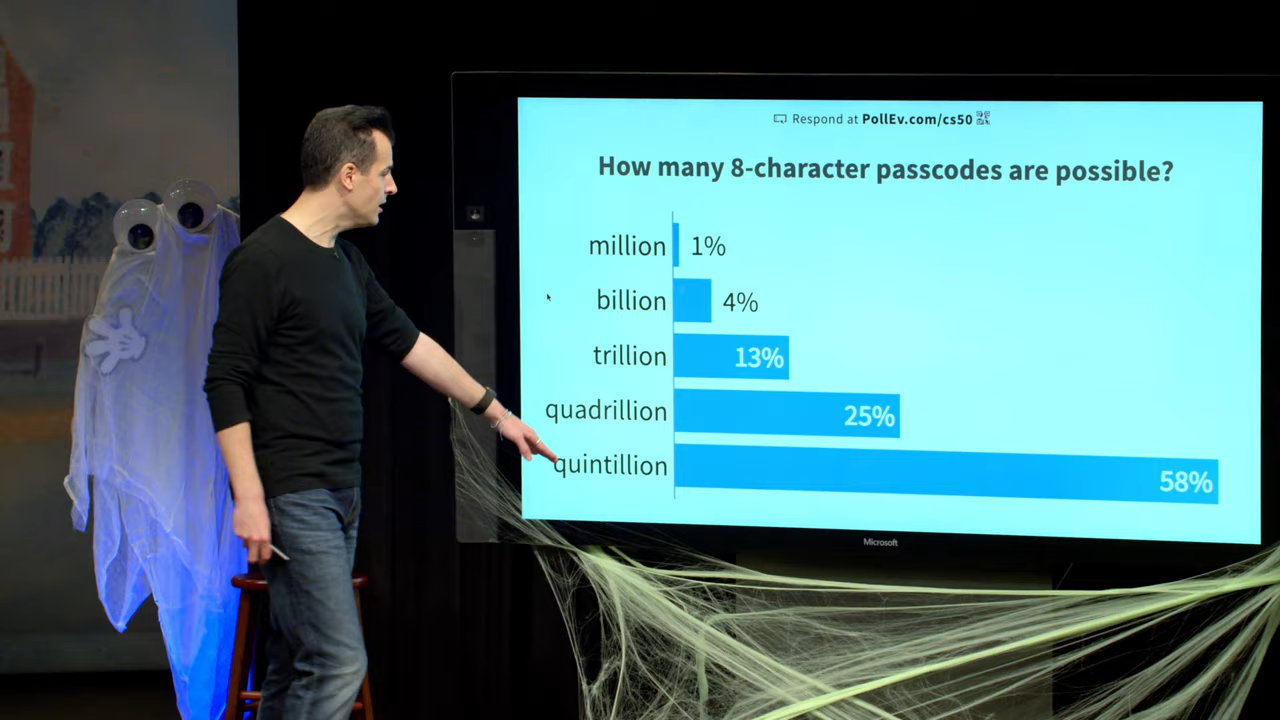 Respond at PollEv.com/cs50
How many 8-character passcodes are possible?
million 1%
billion 4%
trillion 13%
quadrillion 25%
quintillion 58%
Microsoft